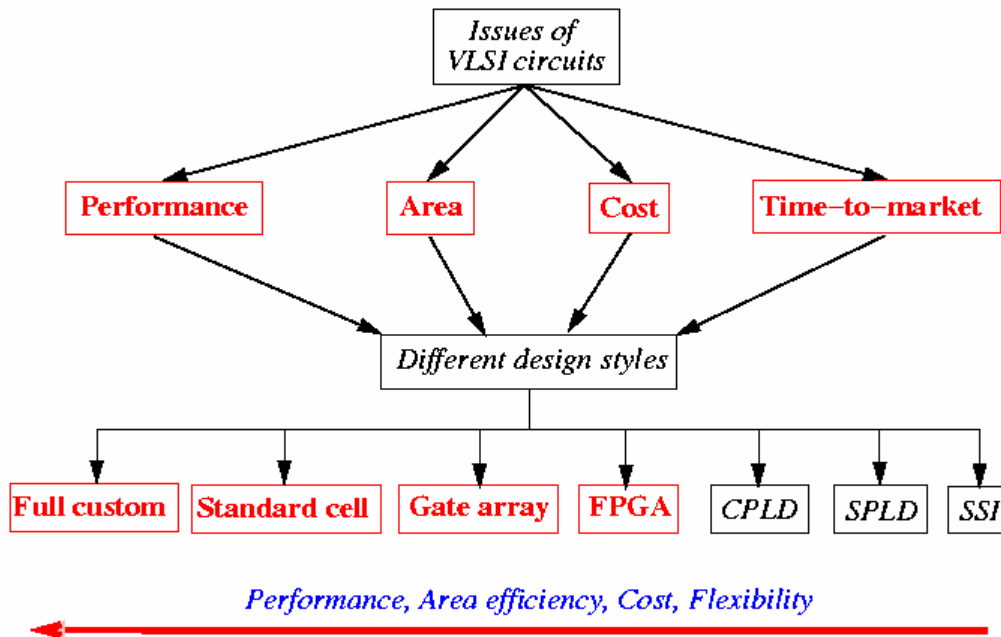 Issues of
VLSI circuits
Performance
Area
Cost
Time−to−market
Different design styles
Full custom
Standard cell
Gate array
FPGA
CPLD
SPLD
SSI
Performance, Area efficiency, Cost, Flexibility